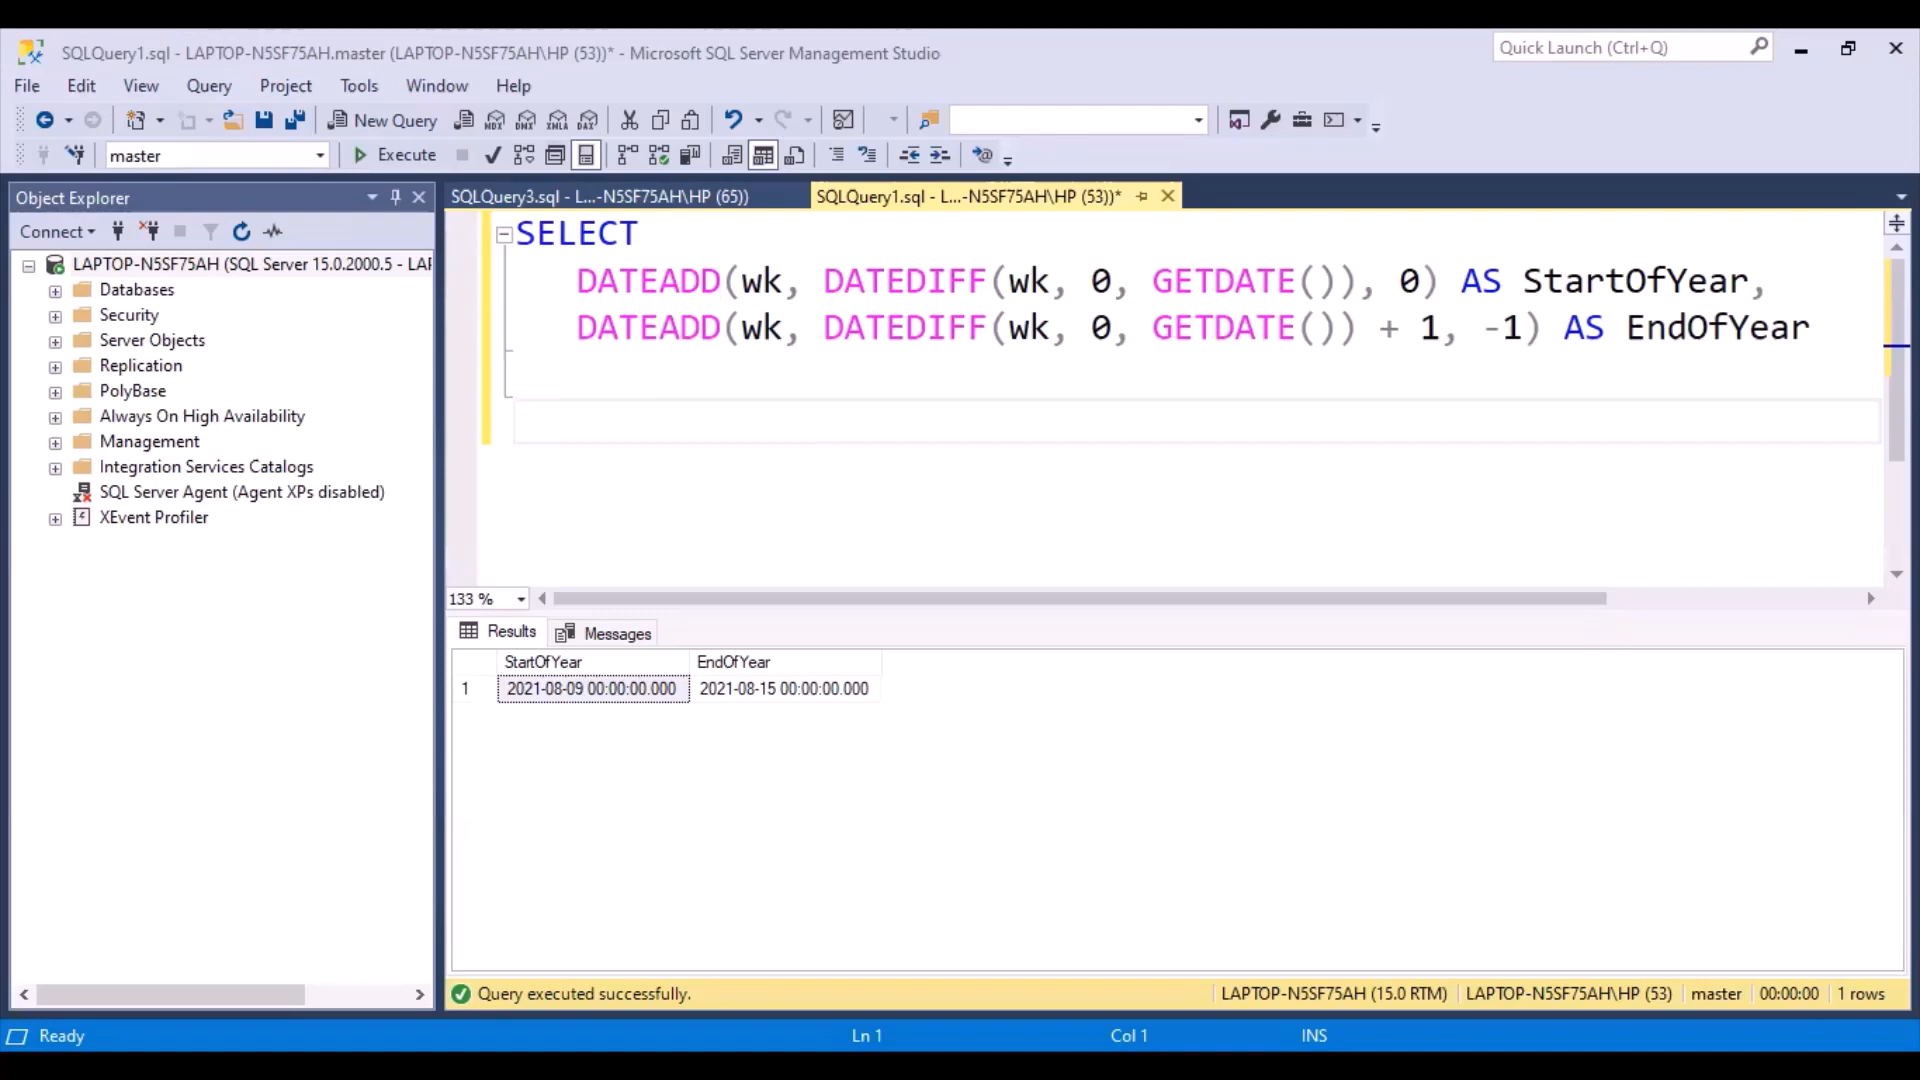 SQLQuery1.sql - LAPTOP-N5SF75AH.master (LAPTOP-N5SF75AH\HP (53))* - Microsoft SQL Server Management Studio
Quick Launch (Ctrl+Q)
File Edit View Query Project Tools Window Help
New Query MDX DMX XMLA DAX
master Execute
Object Explorer
Connect
LAPTOP-N5SF75AH (SQL Server 15.0.2000.5 - LAP
Databases
Security
Server Objects
Replication
PolyBase
Always On High Availability
Management
Integration Services Catalogs
SQL Server Agent (Agent XPs disabled)
XEvent Profiler
SQLQuery3.sql - L...-N5SF75AH\HP (65)) SQLQuery1.sql - L...-N5SF75AH\HP (53))*
SELECT
DATEADD(wk, DATEDIFF(wk, 0, GETDATE()), 0) AS StartOfYear,
DATEADD(wk, DATEDIFF(wk, 0, GETDATE()) + 1, -1) AS EndOfYear
133 %
Results Messages
StartOfYear EndOfYear
1 2021-08-09 00:00:00.000 2021-08-15 00:00:00.000
Query executed successfully. LAPTOP-N5SF75AH (15.0 RTM) LAPTOP-N5SF75AH\HP (53) master 00:00:00 1 rows
Ready Ln 1 Col 1 INS